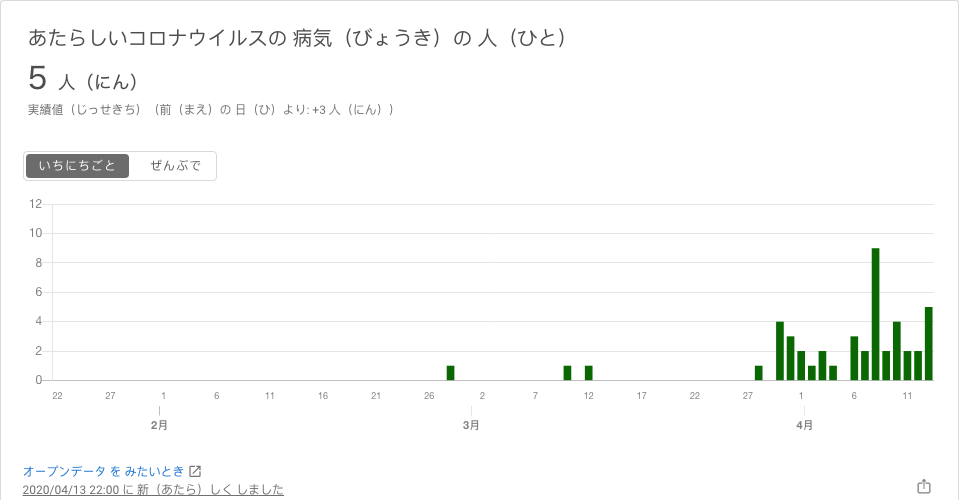 あたらしいコロナウイルスの 病気（びょうき）の 人（ひと）
5 人（にん）
実績値（じっせきち）（前（まえ）の 日（ひ）より: +3 人（にん））
いちにちごと ぜんぶで
12
10
8
6
4
2
0
22 27 1 6 11 16 21 26 2 7 12 17 22 27 1 6 11
2月 3月 4月
オープンデータ を みたいとき
2020/04/13 22:00 に 新（あたら）しく しました